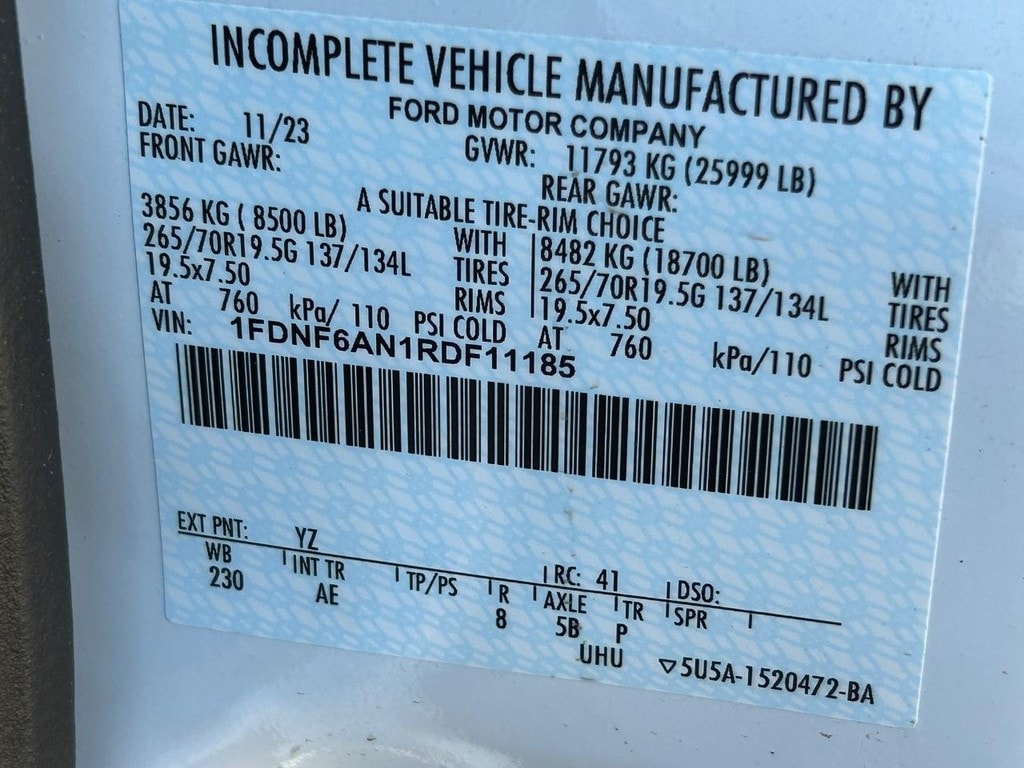 INCOMPLETE VEHICLE MANUFACTURED BY
FORD MOTOR COMPANY
DATE: 11/23 GVWR: 11793 KG (25999 LB)
FRONT GAWR: REAR GAWR:
A SUITABLE TIRE-RIM CHOICE
3856 KG ( 8500 LB) WITH 8482 KG (18700 LB) WITH
265/70R19.5G 137/134L TIRES 265/70R19.5G 137/134L TIRES
19.5x7.50 RIMS 19.5x7.50 RIMS
AT 760 kPa/ 110 PSI COLD AT 760 kPa/110 PSI COLD
VIN: 1FDNF6AN1RDF11185
EXT PNT: YZ RC: 41 DSO:
WB INT TR TP/PS R AXLE TR SPR
230 AE 8 5B P
UHU ▽5U5A-1520472-BA